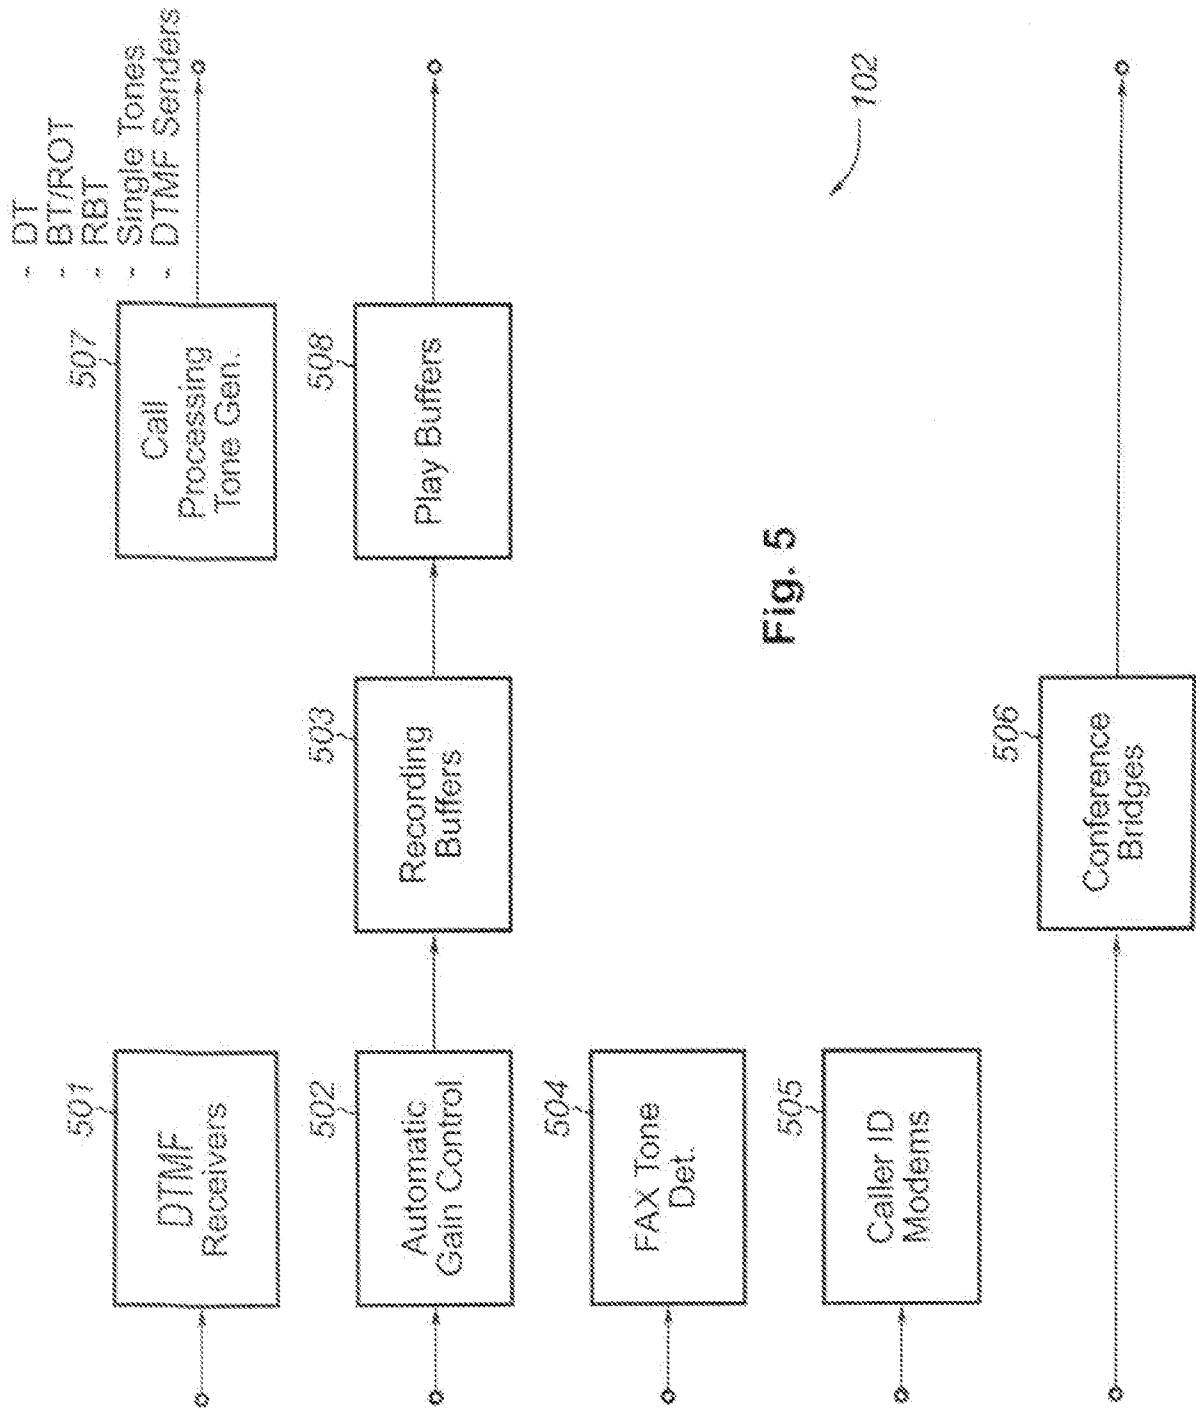 - DT
- BT/ROT
- RBT
- Single Tones
- DTMF Senders
501
DTMF
Receivers
507
Call
Processing
Tone Gen.
502
Automatic
Gain Control
503
Recording
Buffers
508
Play Buffers
504
FAX Tone
Det.
505
Caller ID
Modems
102
506
Conference
Bridges
Fig. 5